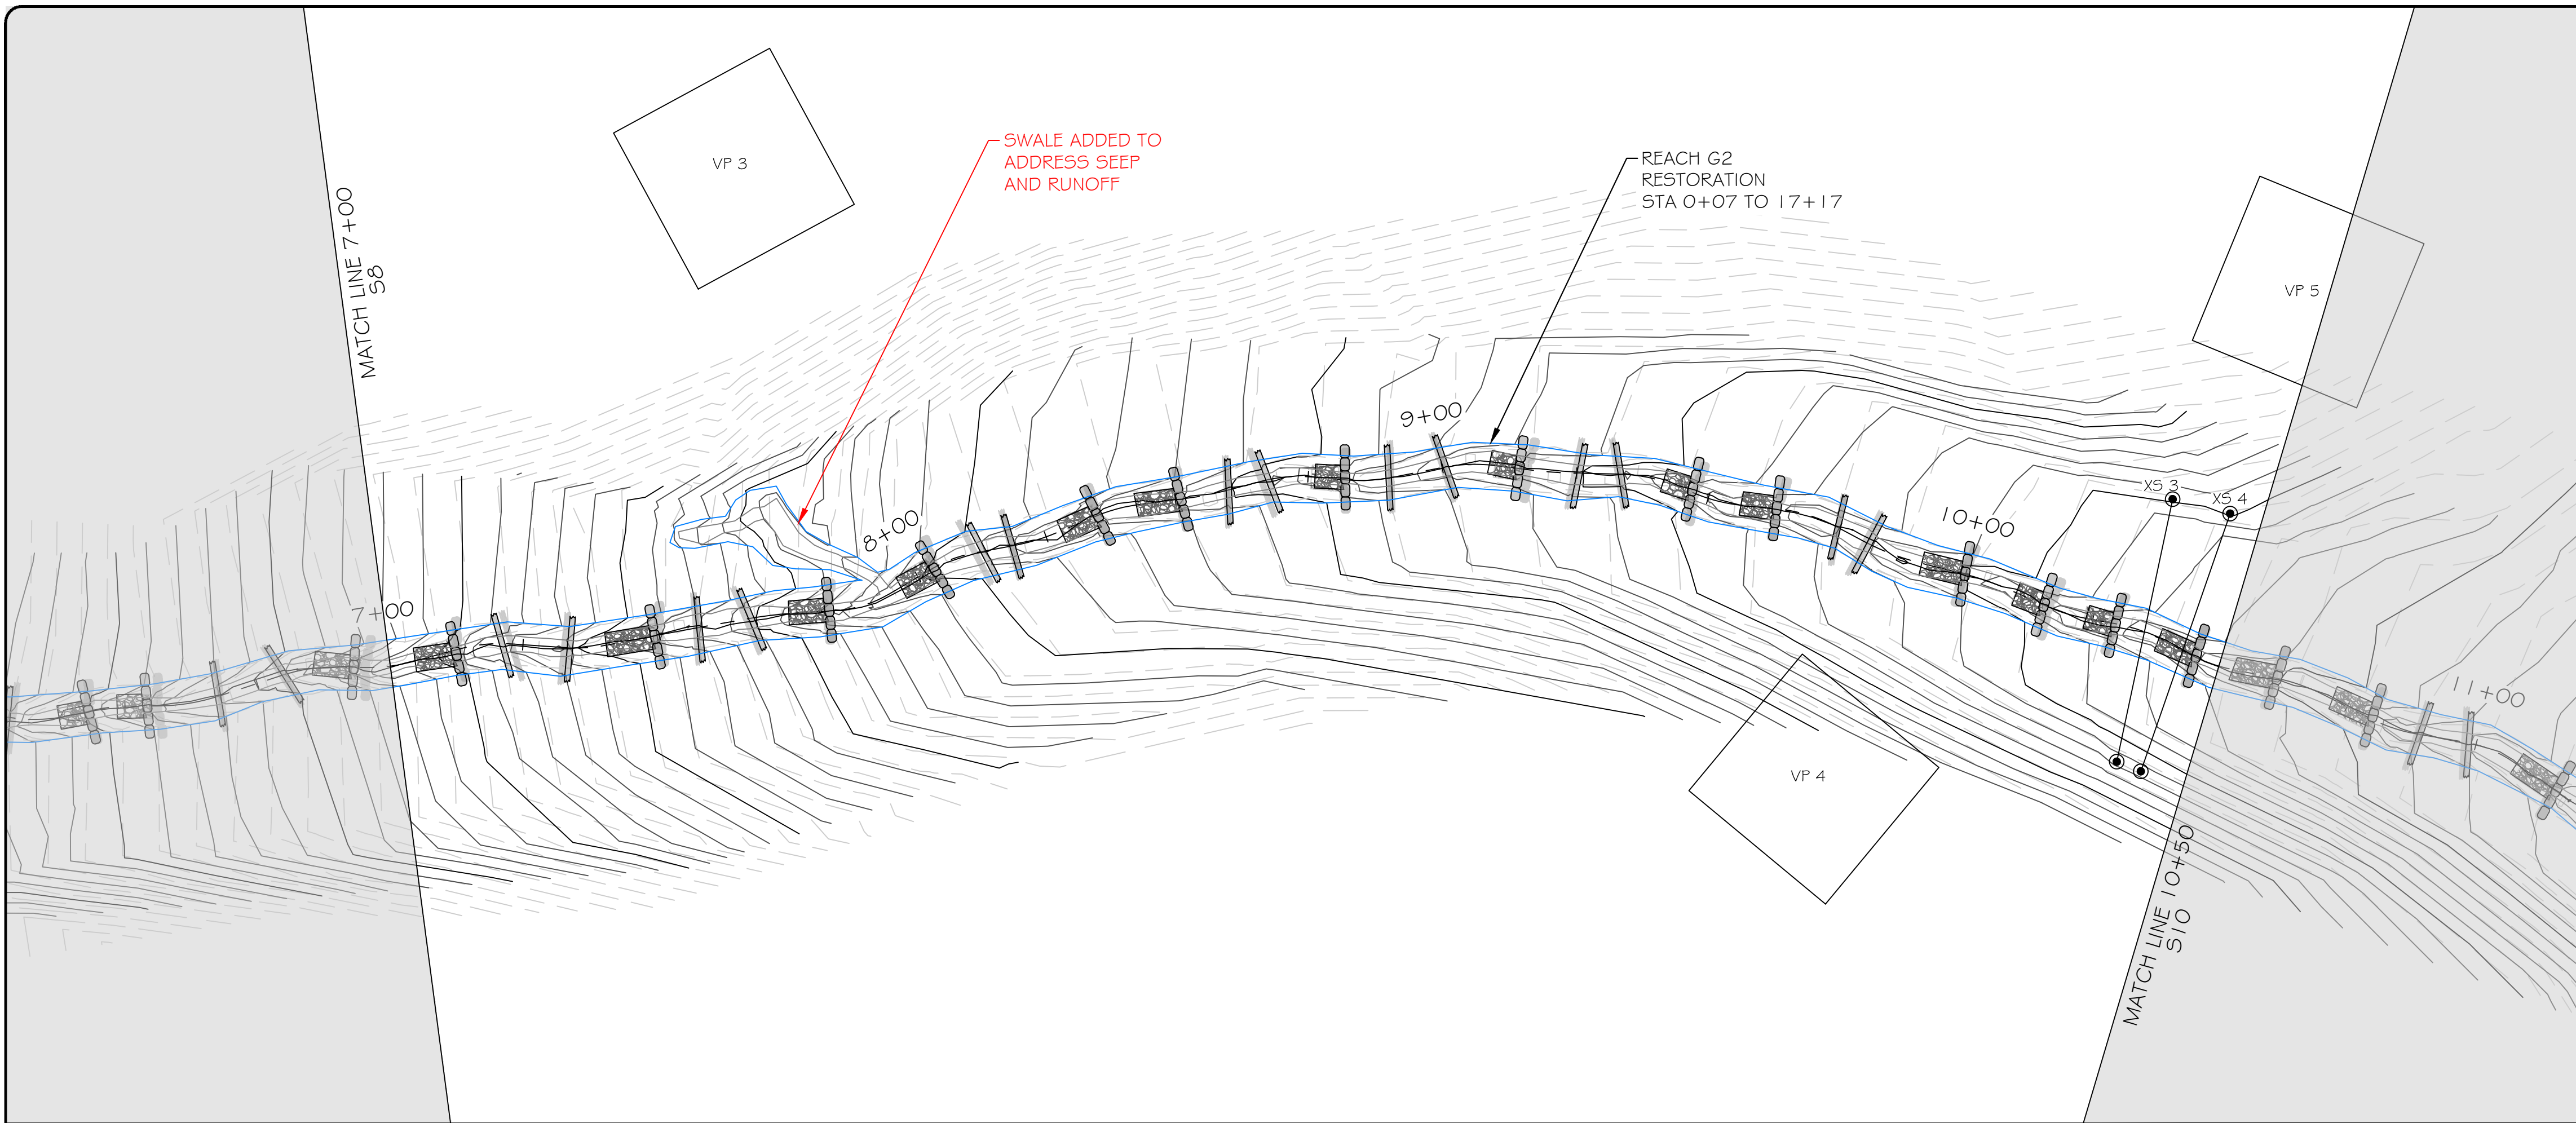 MATCH LINE 7+00
S8
VP 3
SWALE ADDED TO
ADDRESS SEEP
AND RUNOFF
REACH G2
RESTORATION
STA 0+07 TO 17+17
VP 5
7+00
8+00
9+00
10+00
XS 3
XS 4
11+00
VP 4
MATCH LINE 10+50
S10